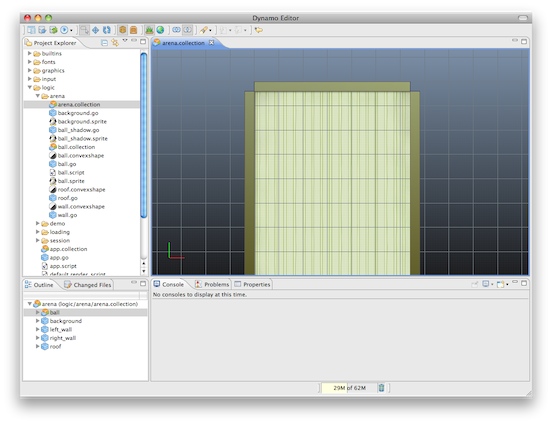 Dynamo Editor
Project Explorer
builtins
fonts
graphics
input
logic
arena
arena.collection
background.go
background.sprite
ball_shadow.go
ball_shadow.sprite
ball.collection
ball.convexshape
ball.go
ball.script
ball.sprite
roof.convexshape
roof.go
wall.convexshape
wall.go
demo
loading
session
app.collection
app.go
app.script
default.render_script
arena.collection
Outline
Changed Files
arena (logic/arena/arena.collection)
ball
background
left_wall
right_wall
roof
Console
Problems
Properties
No consoles to display at this time.
29M of 62M